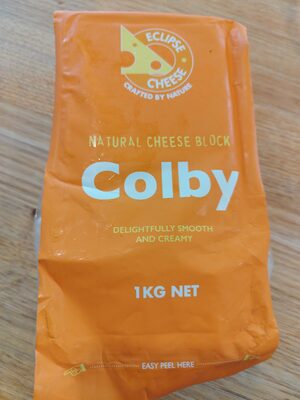 ECLIPSE
CHEESE
CRAFTED BY NATURE
NATURAL CHEESE BLOCK
Colby
DELIGHTFULLY SMOOTH
AND CREAMY
1KG NET
EASY PEEL HERE